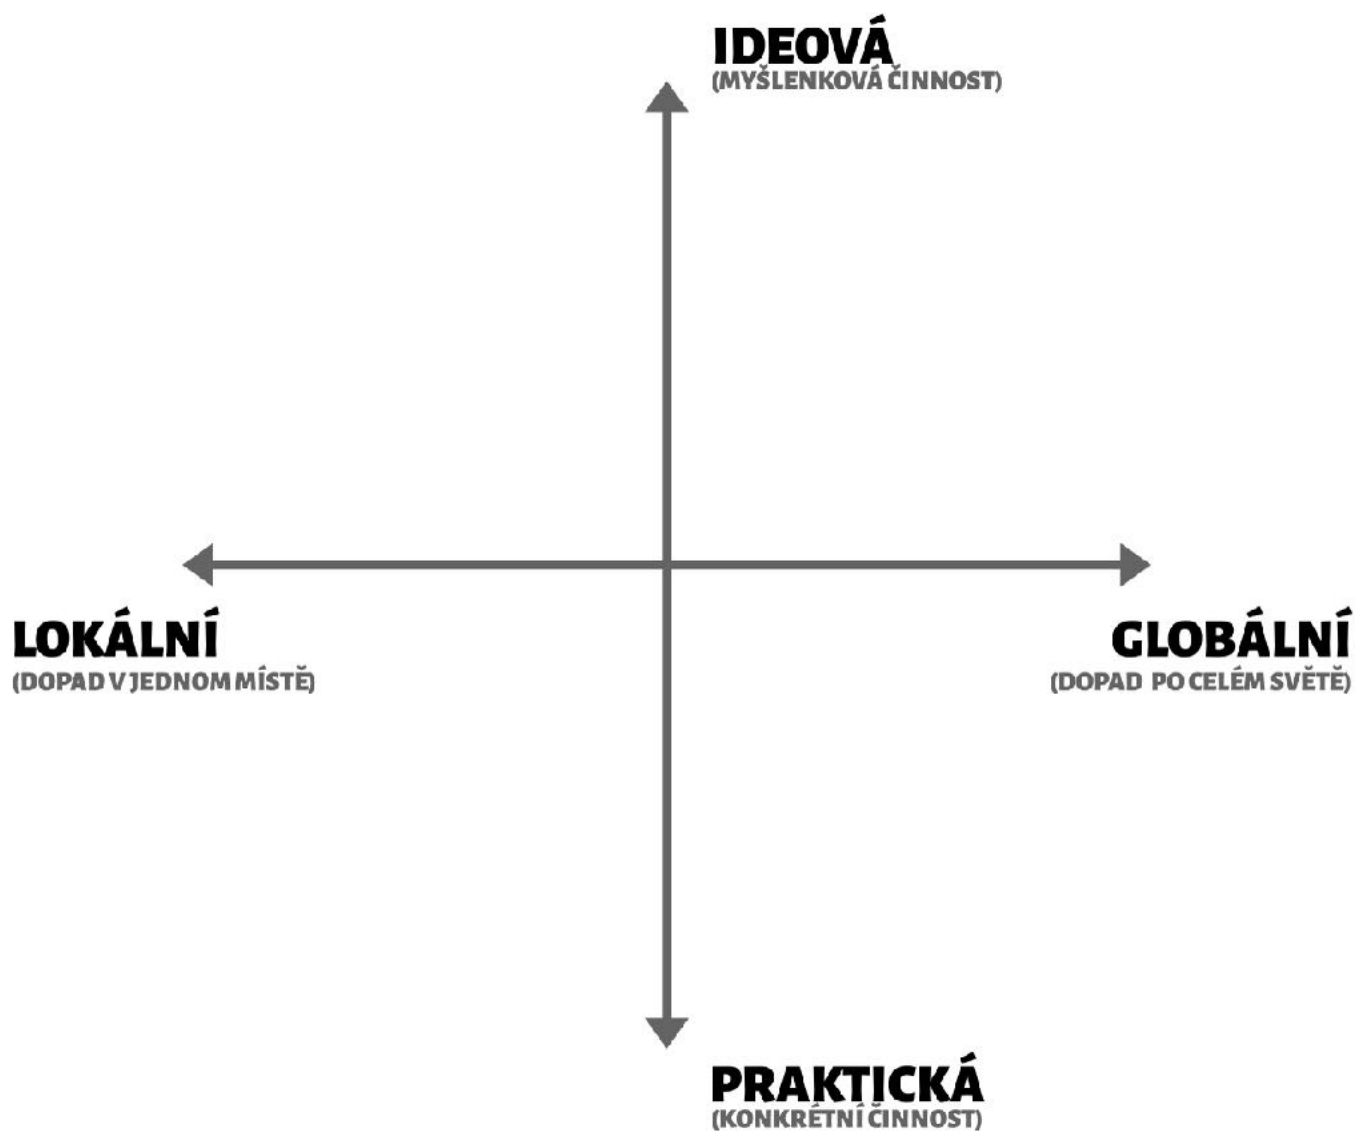 IDEOVÁ
(MYŠLENKOVÁ ČINNOST)
LOKÁLNÍ
(DOPAD V JEDNOM MÍSTĚ)
GLOBÁLNÍ
(DOPAD PO CELÉM SVĚTĚ)
PRAKTICKÁ
(KONKRÉTNÍ ČINNOST)